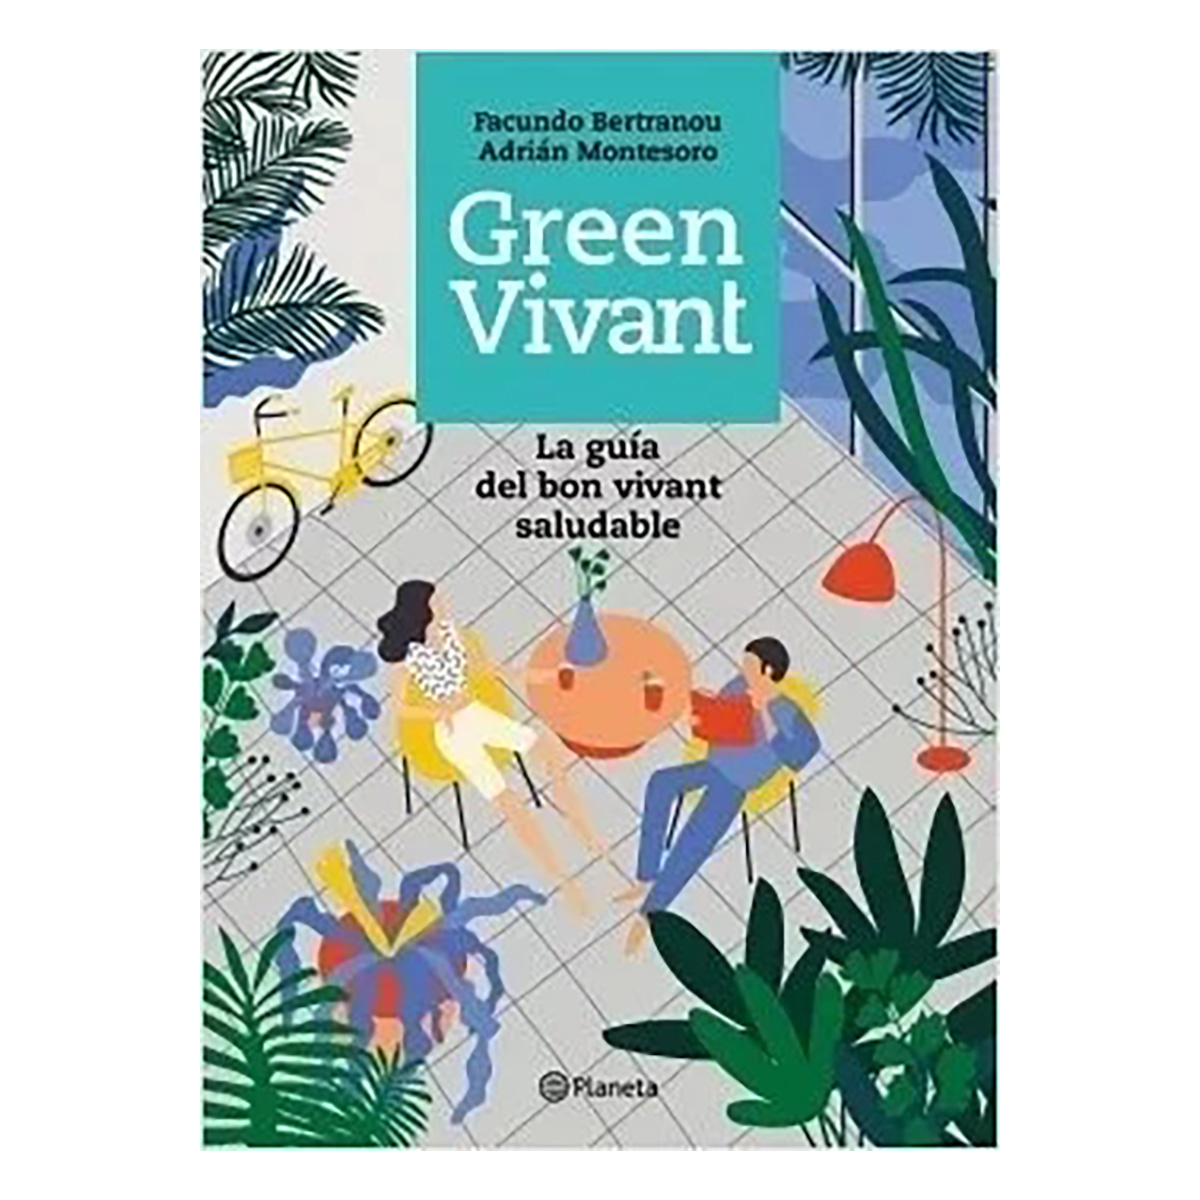 Facundo Bertranou
Adrián Montesoro
Green
Vivant
La guía
del bon vivant
saludable
Planeta